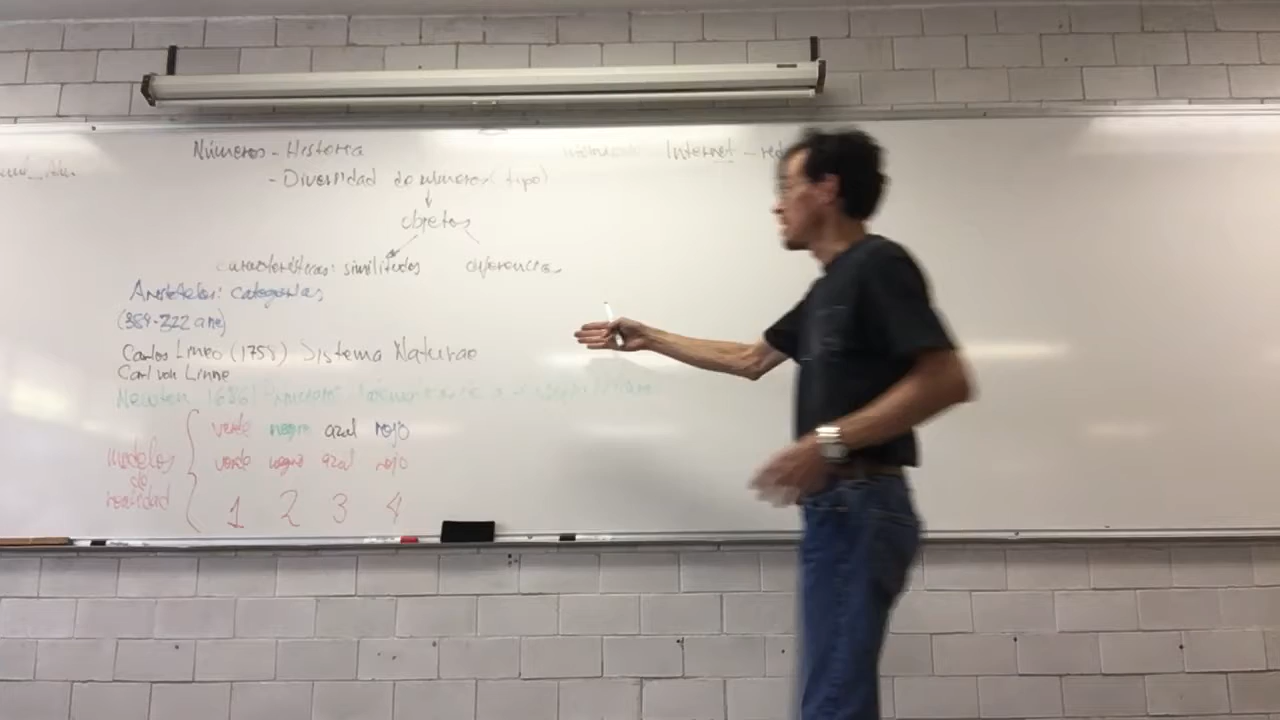 Números - Historia
- Diversidad de números (tipo)
Internet - red
objetos
características: similitudes diferencias
Aristóteles: categorías
(384-322 ane)
Carlos Lineo (1758) Sistema Naturae
Carl von Linne
Newton 1686
verde negro azul rojo
verde negro azul rojo
modelos
de
realidad
1 2 3 4